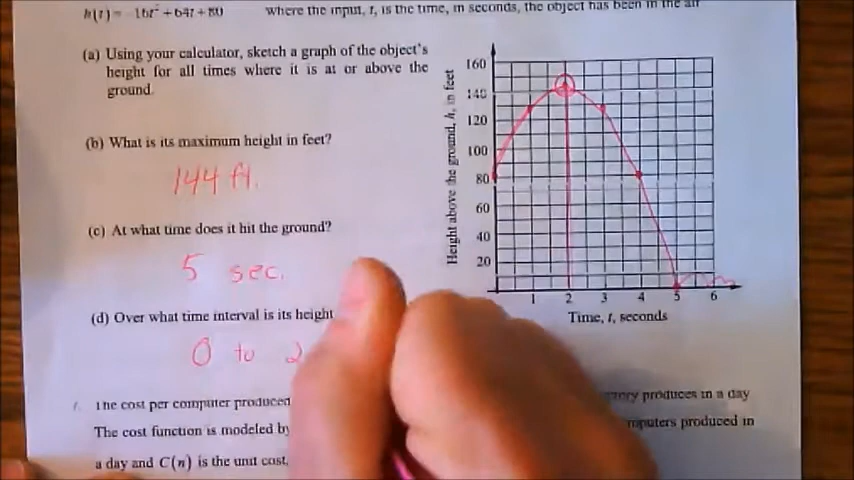 h(t) = -16t² + 64t + 80 where the input, t, is the time, in seconds, the object has been in the air
(a) Using your calculator, sketch a graph of the object's
height for all times where it is at or above the
ground.
(b) What is its maximum height in feet?
144 ft.
(c) At what time does it hit the ground?
5 sec.
(d) Over what time interval is its height
0 to 2
Height above the ground, h, in feet
160
140
120
100
80
60
40
20
1 2 3 4 5 6
Time, t, seconds
The cost per computer produced produces in a day
The cost function is modeled by computers produced in
a day and C(n) is the unit cost,